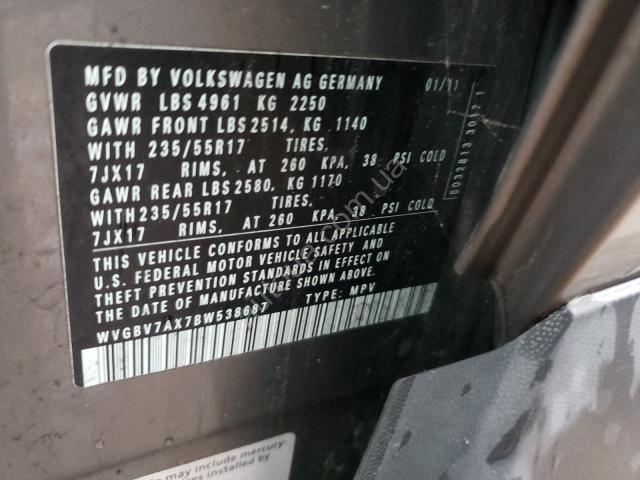 MFD BY VOLKSWAGEN AG GERMANY 01/11
GVWR LBS 4961 KG 2250
GAWR FRONT LBS 2514, KG 1140
WITH 235/55R17 TIRES,
7JX17 RIMS, AT 260 KPA, 38 PSI COLD
GAWR REAR LBS 2580, KG 1170
WITH 235/55R17 TIRES,
7JX17 RIMS, AT 260 KPA, 38 PSI COLD
THIS VEHICLE CONFORMS TO ALL APPLICABLE
U.S. FEDERAL MOTOR VEHICLE SAFETY AND
THEFT PREVENTION STANDARDS IN EFFECT ON
THE DATE OF MANUFACTURE SHOWN ABOVE
WVGBV7AX7BW538687 TYPE: MPV
may include mercury-
installed by